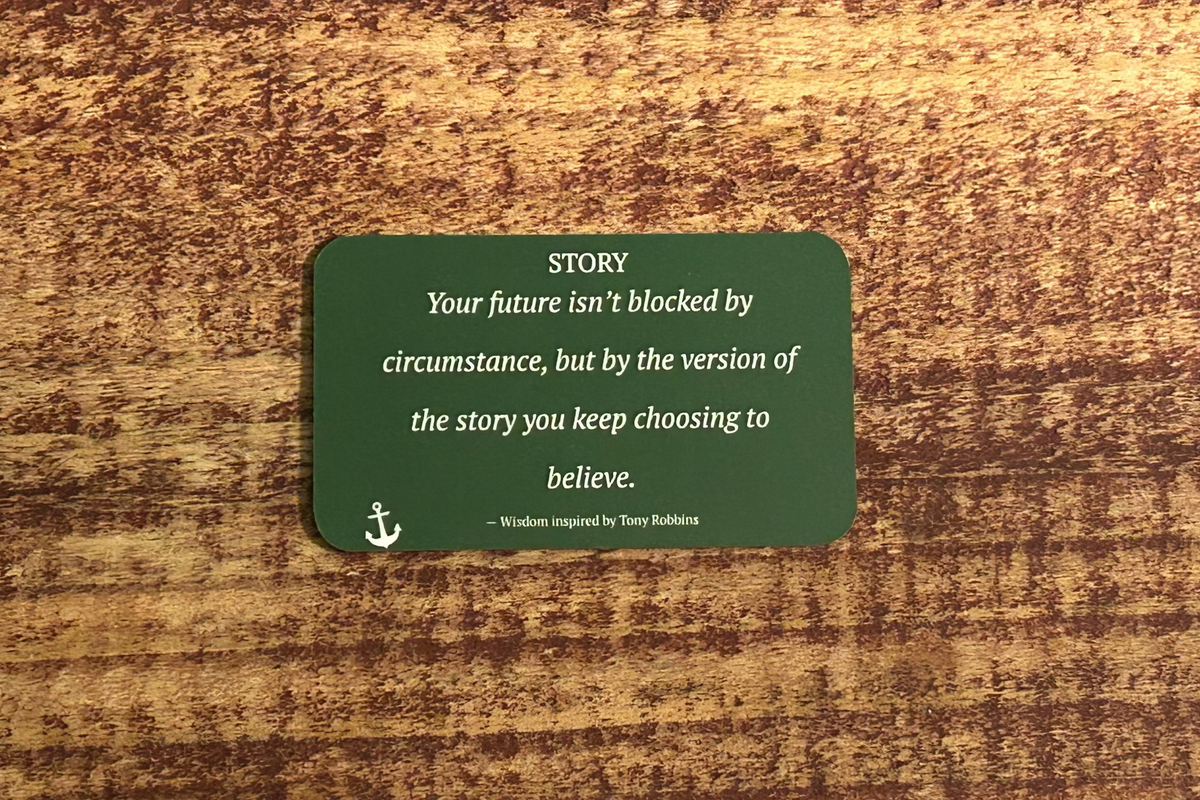 STORY
Your future isn’t blocked by
circumstance, but by the version of
the story you keep choosing to
believe.
– Wisdom inspired by Tony Robbins